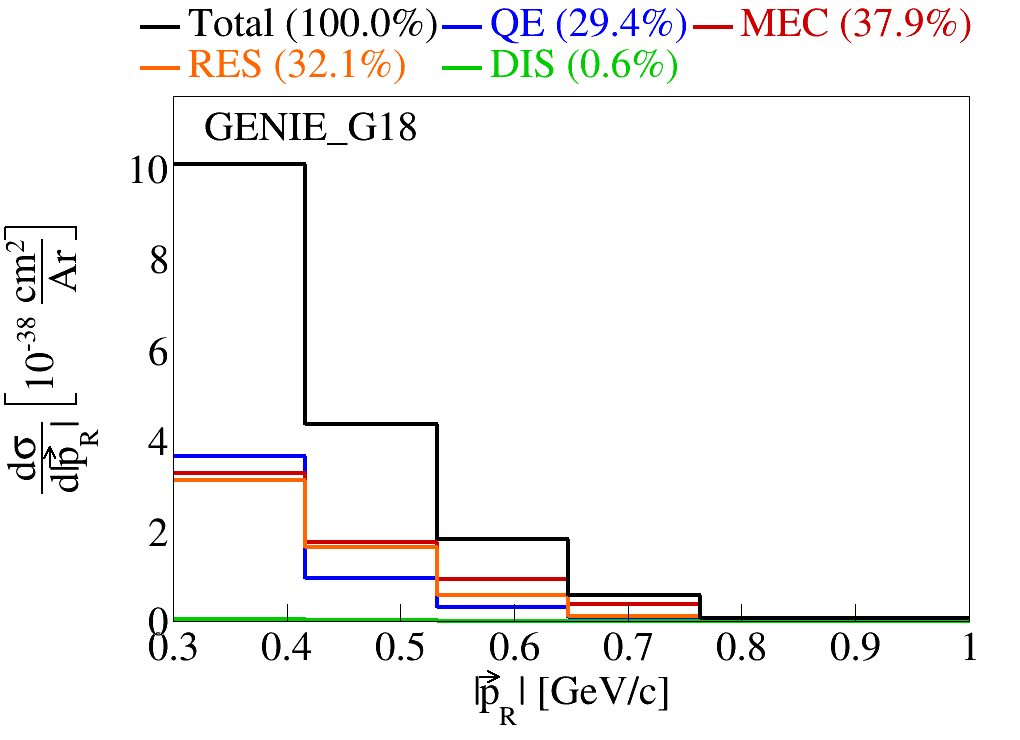 Total (100.0%) QE (29.4%) MEC (37.9%)
RES (32.1%) DIS (0.6%)
GENIE_G18
10
8
6
4
2
0
0.3 0.4 0.5 0.6 0.7 0.8 0.9 1
|p⃗_R| [GeV/c]
dσ/d|p⃗_R| [10^-38 cm^2/Ar]